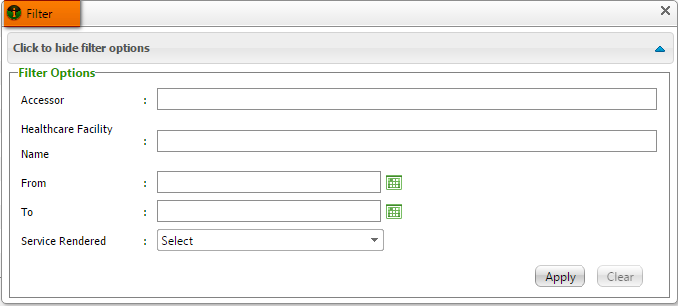 Filter
Click to hide filter options
Filter Options
Accessor :
Healthcare Facility
Name :
From :
To :
Service Rendered : Select
Apply Clear